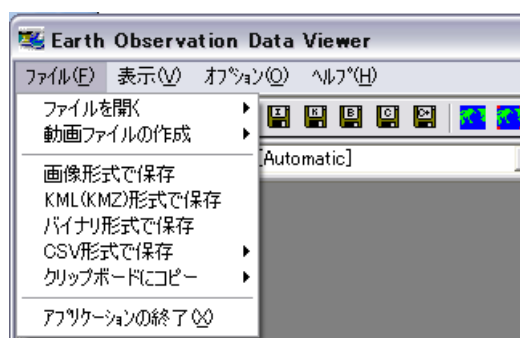 Earth Observation Data Viewer
ファイル(F) 表示(V) オプション(O) ヘルプ(H)
ファイルを開く
動画ファイルの作成
I K B C C+
[Automatic]
画像形式で保存
KML(KMZ)形式で保存
バイナリ形式で保存
CSV形式で保存
クリップボードにコピー
アプリケーションの終了(X)